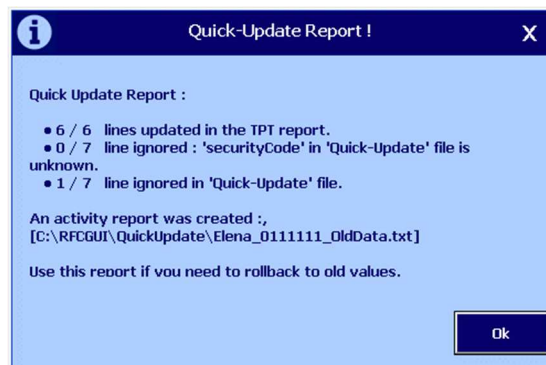 i
Quick-Update Report !
X
Quick Update Report :
• 6 / 6 lines updated in the TPT report.
• 0 / 7 line ignored : 'securityCode' in 'Quick-Update' file is
unknown.
• 1 / 7 line ignored in 'Quick-Update' file.
An activity report was created :,
[C:\RFCGUI\QuickUpdate\Elena_0111111_OldData.txt]
Use this report if you need to rollback to old values.
Ok